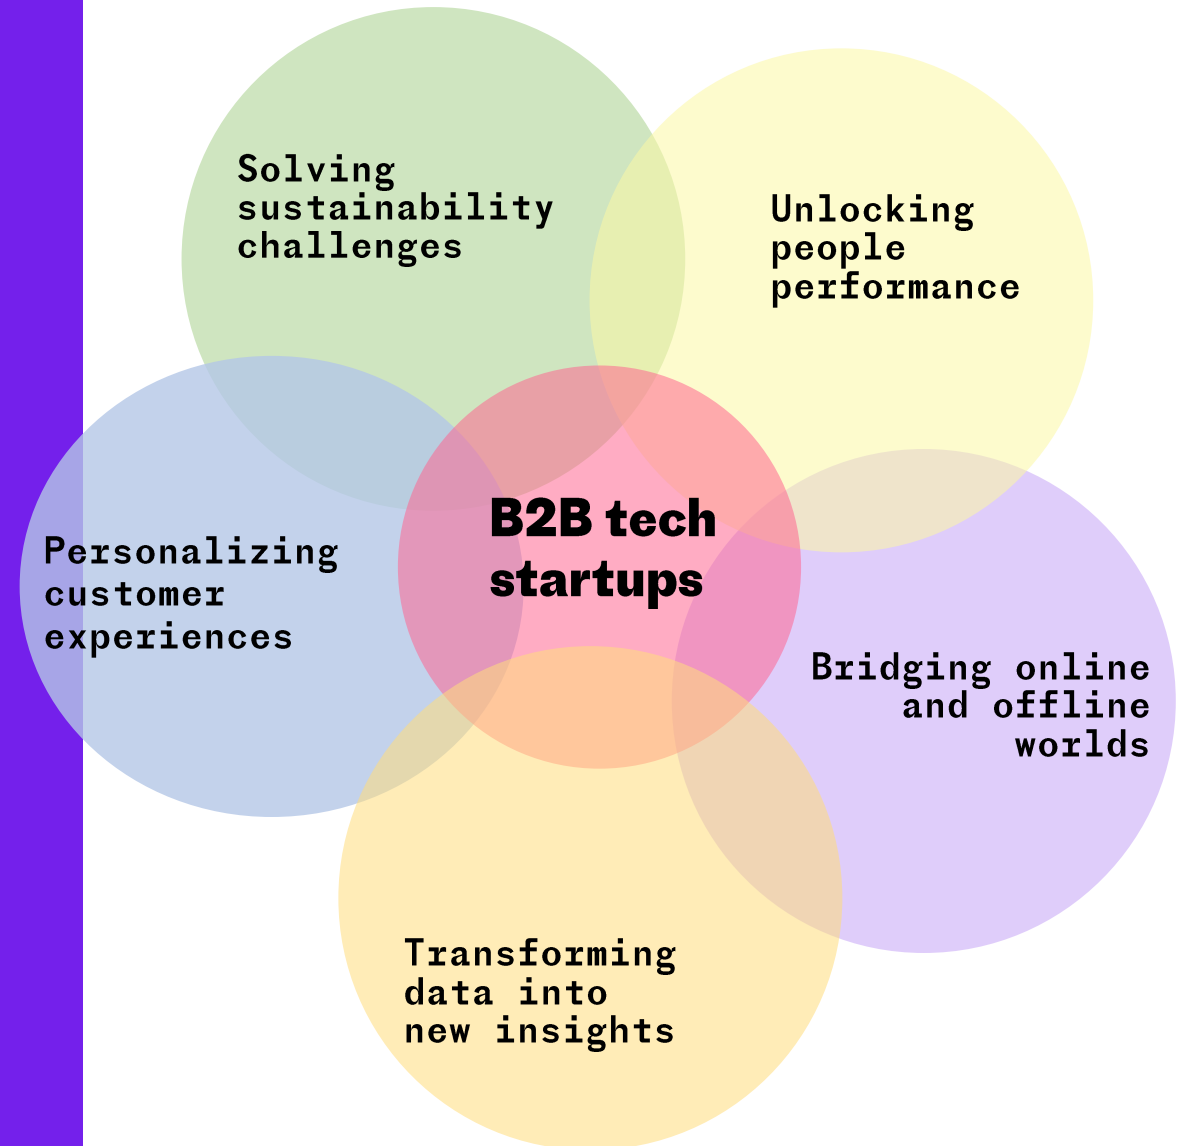 Solving
sustainability
challenges
Unlocking
people
performance
B2B tech
startups
Personalizing
customer
experiences
Bridging online
and offline
worlds
Transforming
data into
new insights